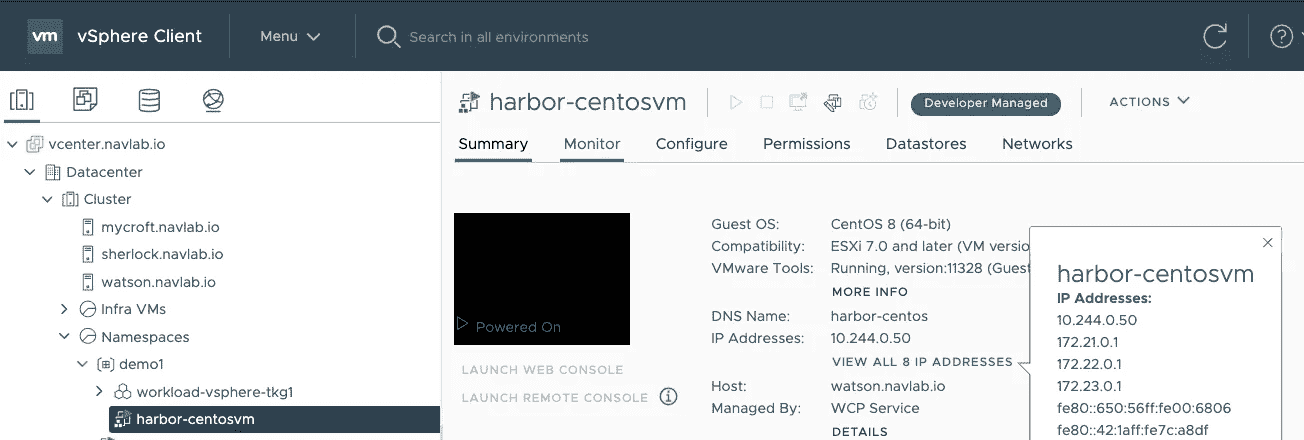 vm vSphere Client Menu Search in all environments ?
harbor-centosvm Developer Managed ACTIONS
Summary Monitor Configure Permissions Datastores Networks
vcenter.navlab.io
Datacenter
Cluster
mycroft.navlab.io
sherlock.navlab.io
watson.navlab.io
Infra VMs
Namespaces
demo1
workload-vsphere-tkg1
harbor-centosvm
Powered On
LAUNCH WEB CONSOLE
LAUNCH REMOTE CONSOLE
Guest OS: CentOS 8 (64-bit)
Compatibility: ESXi 7.0 and later (VM versio
VMware Tools: Running, version:11328 (Guest
MORE INFO
DNS Name: harbor-centos
IP Addresses: 10.244.0.50
VIEW ALL 8 IP ADDRESSES
Host: watson.navlab.io
Managed By: WCP Service
DETAILS
harbor-centosvm
IP Addresses:
10.244.0.50
172.21.0.1
172.22.0.1
172.23.0.1
fe80::650:56ff:fe00:6806
fe80::42:1aff:fe7c:a8df